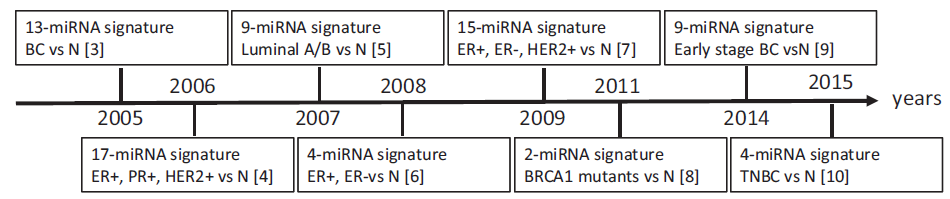 13-miRNA signature
BC vs N [3]
9-miRNA signature
Luminal A/B vs N [5]
15-miRNA signature
ER+, ER-, HER2+ vs N [7]
9-miRNA signature
Early stage BC vsN [9]
2006
2008
2011
2015
years
2005
2007
2009
2014
17-miRNA signature
ER+, PR+, HER2+ vs N [4]
4-miRNA signature
ER+, ER-vs N [6]
2-miRNA signature
BRCA1 mutants vs N [8]
4-miRNA signature
TNBC vs N [10]